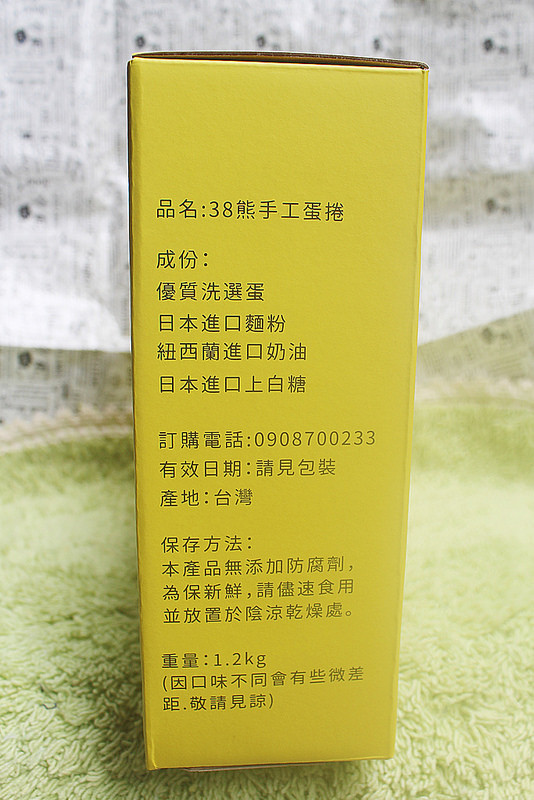 品名:38熊手工蛋捲
成份:
優質洗選蛋
日本進口麵粉
紐西蘭進口奶油
日本進口上白糖
訂購電話:0908700233
有效日期:請見包裝
產地:台灣
保存方法:
本產品無添加防腐劑,
為保新鮮,請儘速食用
並放置於陰涼乾燥處。
重量:1.2kg
(因口味不同會有些微差
距.敬請見諒)